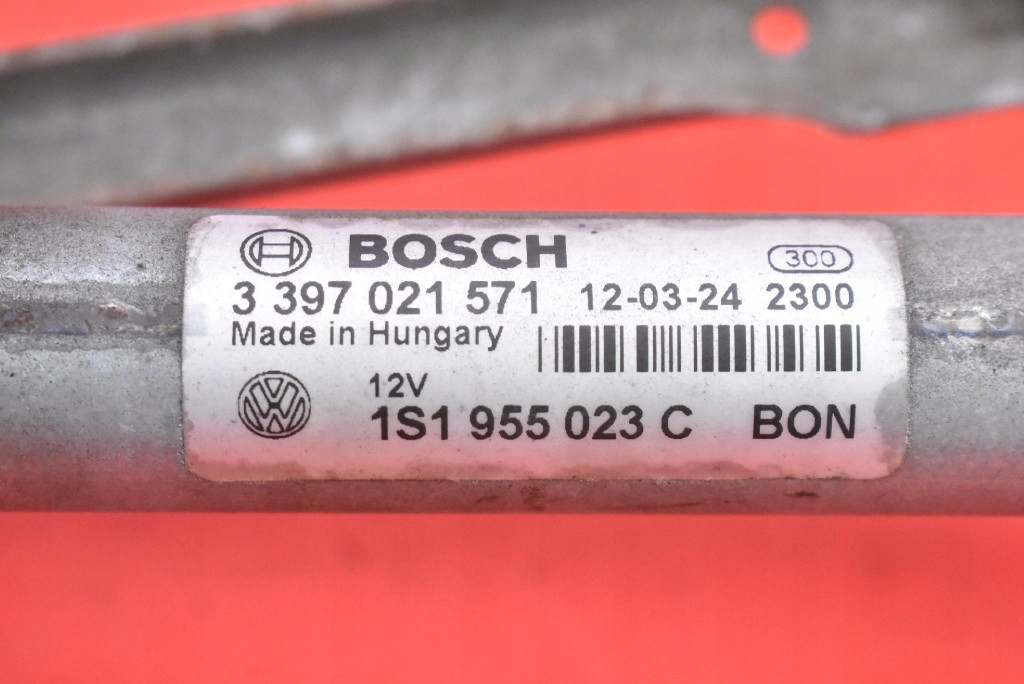 BOSCH 300
3 397 021 571 12-03-24 2300
Made in Hungary
12V
1S1 955 023 C BON